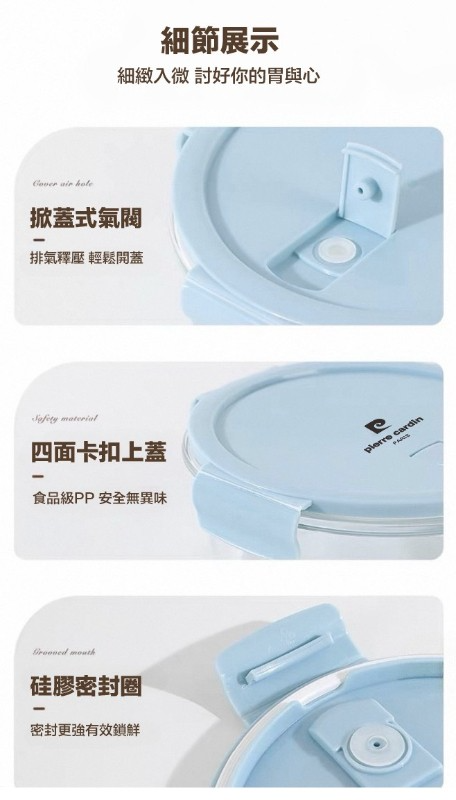 細節展示
細緻入微 討好你的胃與心
Cover air hole
掀蓋式氣閥
排氣釋壓 輕鬆開蓋
Safety material
四面卡扣上蓋
食品級PP 安全無異味
pierre cardin
PARIS
Grooved mouth
硅膠密封圈
密封更強有效鎖鮮